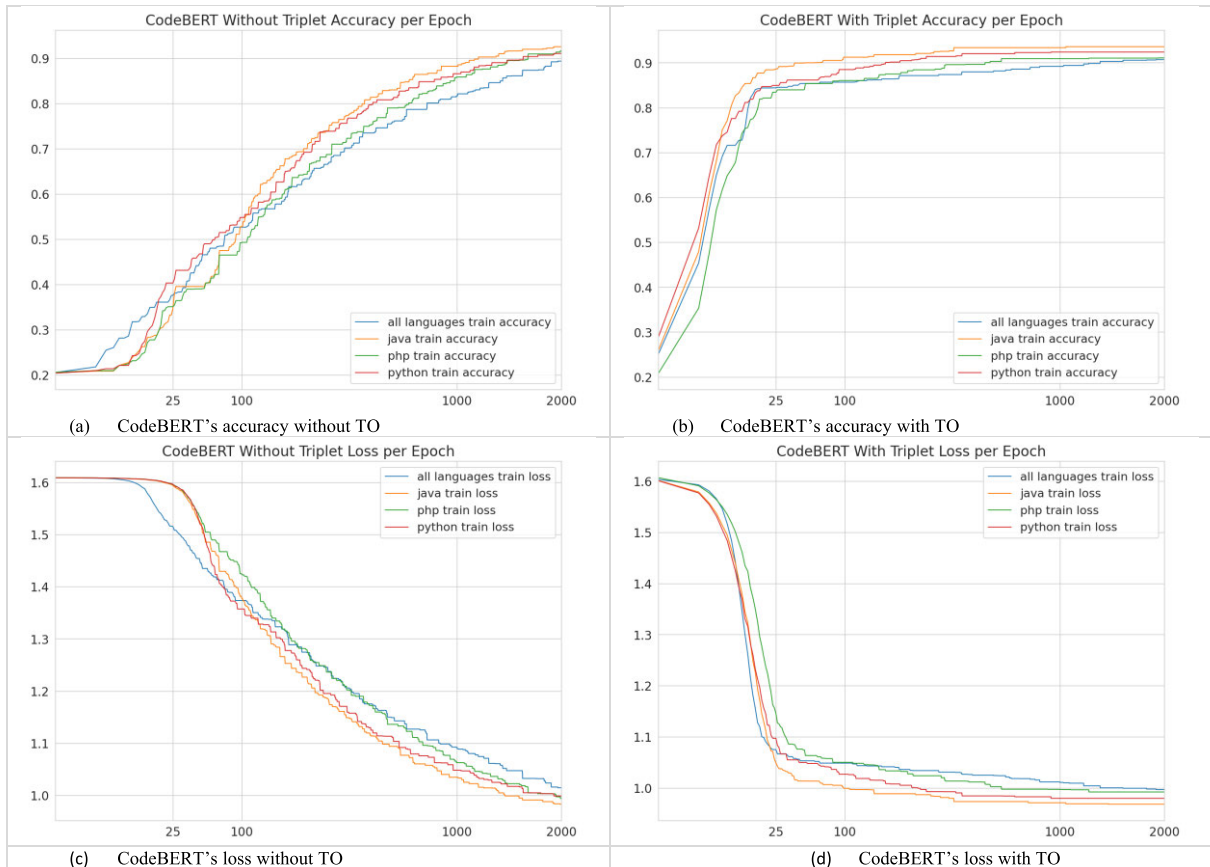 CodeBERT Without Triplet Accuracy per Epoch
0.9
0.8
0.7
0.6
0.5
0.4
0.3
0.2
all languages train accuracy
java train accuracy
php train accuracy
python train accuracy
25 100 1000 2000
(a) CodeBERT's accuracy without TO
CodeBERT With Triplet Accuracy per Epoch
0.9
0.8
0.7
0.6
0.5
0.4
0.3
0.2
all languages train accuracy
java train accuracy
php train accuracy
python train accuracy
25 100 1000 2000
(b) CodeBERT's accuracy with TO
CodeBERT Without Triplet Loss per Epoch
all languages train loss
java train loss
php train loss
python train loss
1.6
1.5
1.4
1.3
1.2
1.1
1.0
25 100 1000 2000
(c) CodeBERT's loss without TO
CodeBERT With Triplet Loss per Epoch
all languages train loss
java train loss
php train loss
python train loss
1.6
1.5
1.4
1.3
1.2
1.1
1.0
25 100 1000 2000
(d) CodeBERT's loss with TO